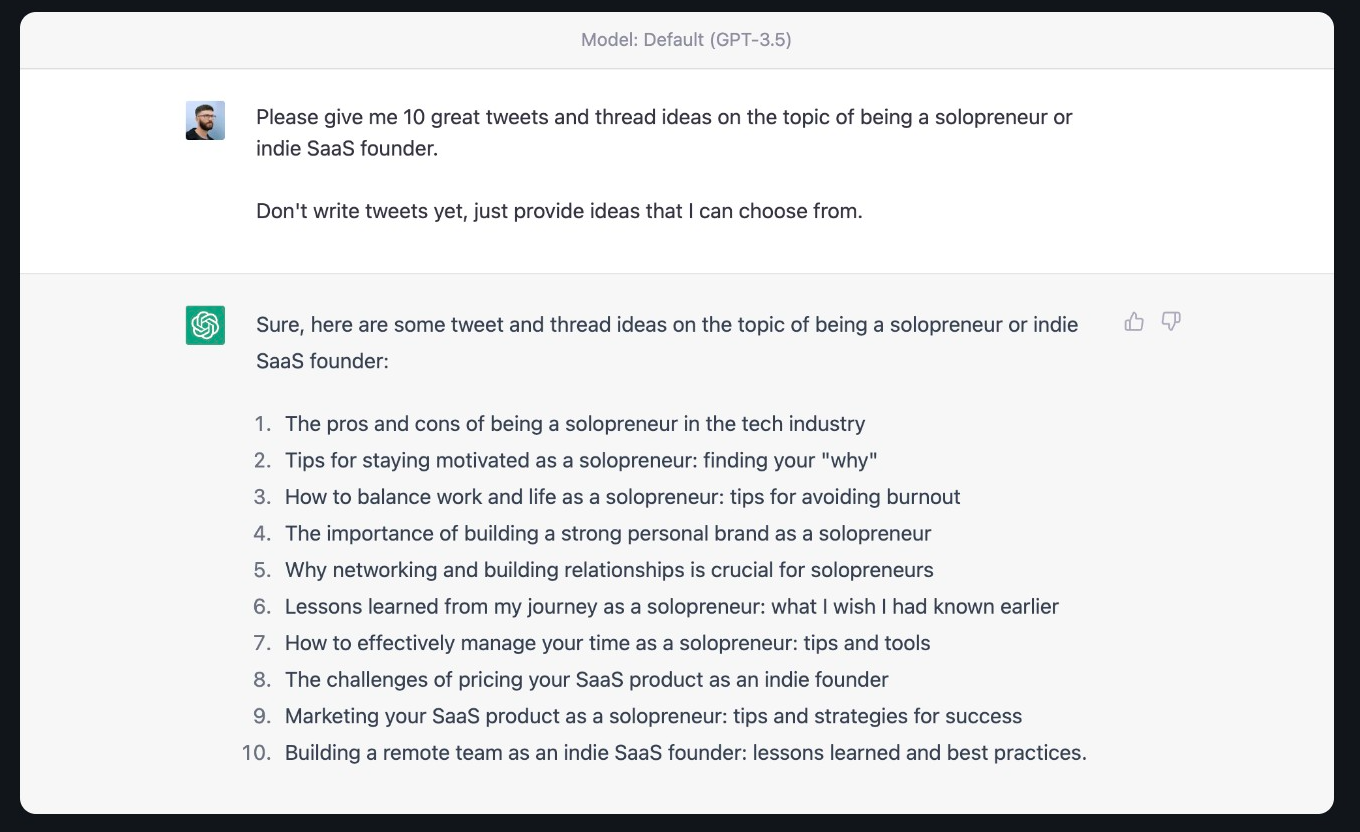 Model: Default (GPT-3.5)
Please give me 10 great tweets and thread ideas on the topic of being a solopreneur or
indie SaaS founder.
Don't write tweets yet, just provide ideas that I can choose from.
Sure, here are some tweet and thread ideas on the topic of being a solopreneur or indie
SaaS founder:
1. The pros and cons of being a solopreneur in the tech industry
2. Tips for staying motivated as a solopreneur: finding your "why"
3. How to balance work and life as a solopreneur: tips for avoiding burnout
4. The importance of building a strong personal brand as a solopreneur
5. Why networking and building relationships is crucial for solopreneurs
6. Lessons learned from my journey as a solopreneur: what I wish I had known earlier
7. How to effectively manage your time as a solopreneur: tips and tools
8. The challenges of pricing your SaaS product as an indie founder
9. Marketing your SaaS product as a solopreneur: tips and strategies for success
10. Building a remote team as an indie SaaS founder: lessons learned and best practices.